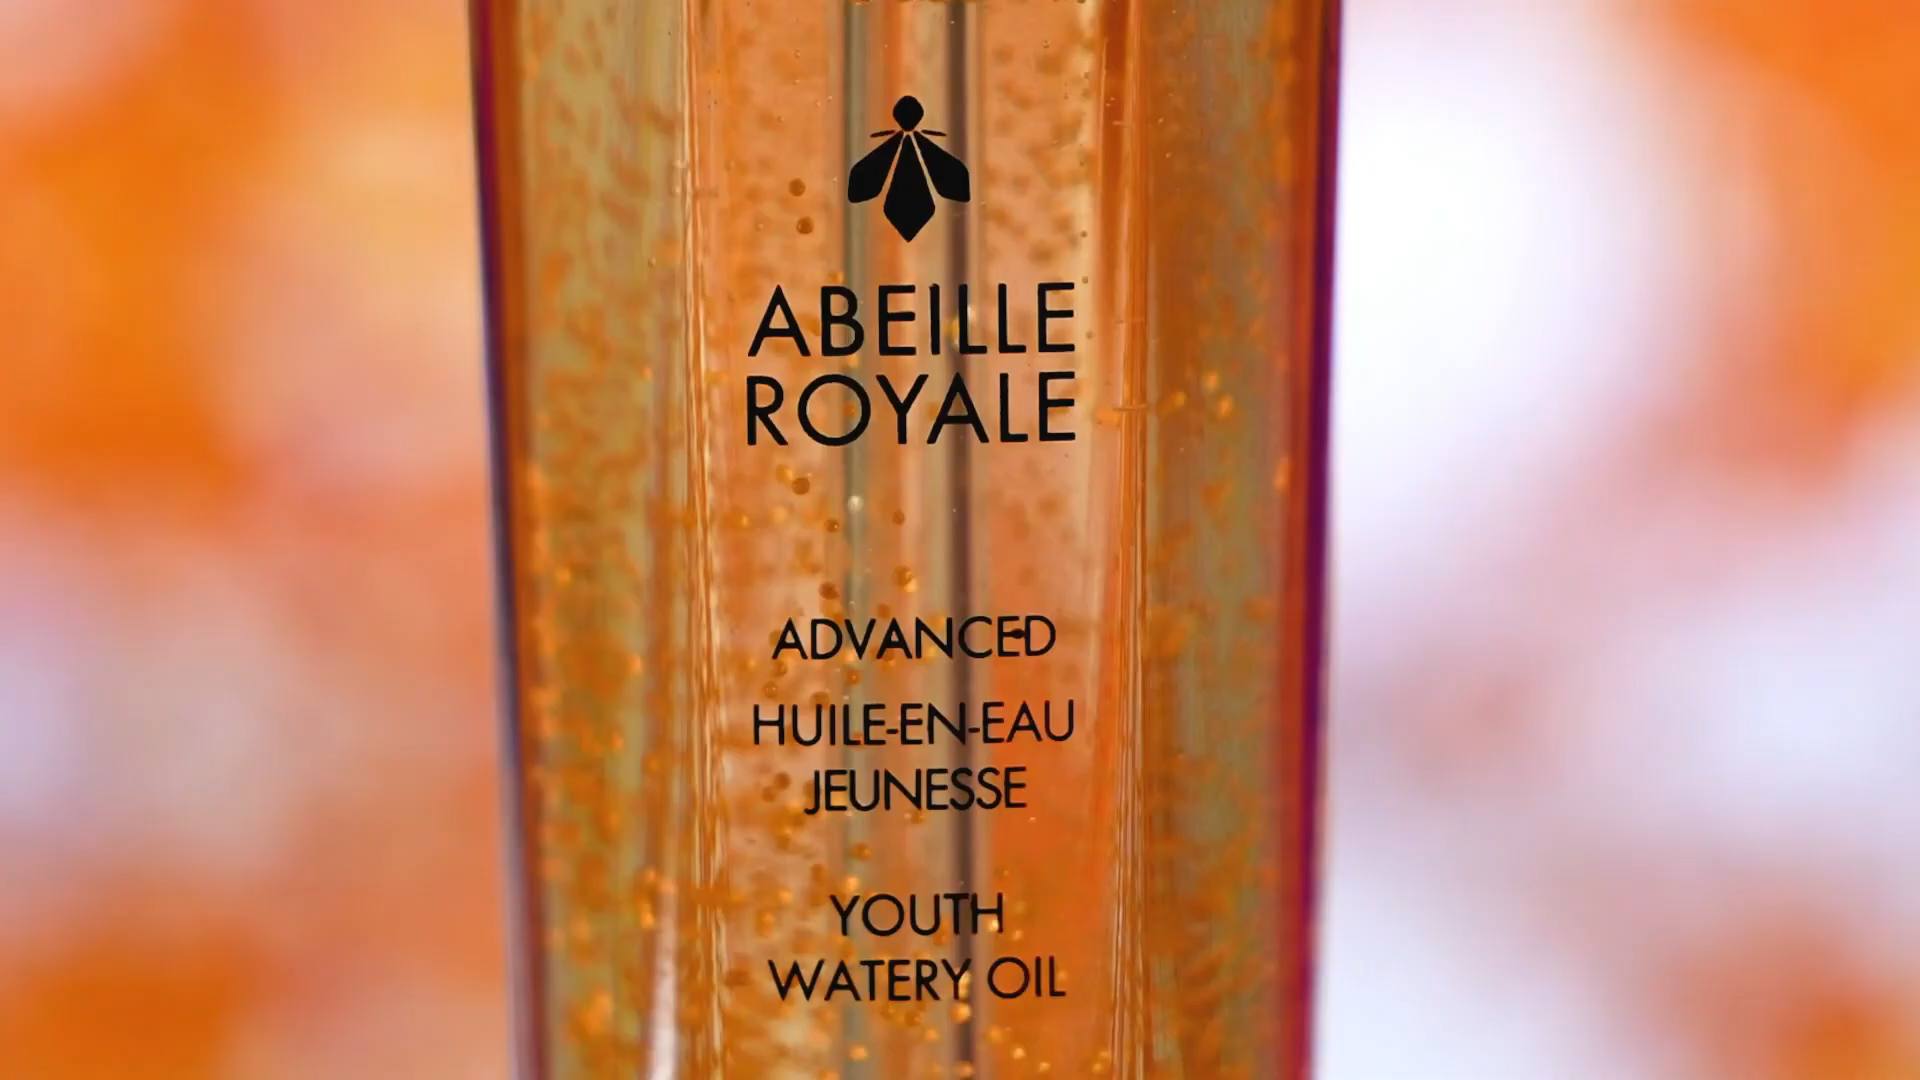 ABEILLE
ROYALE
ADVANCED
HUILE-EN-EAU
JEUNESSE
YOUTH
WATERY OIL